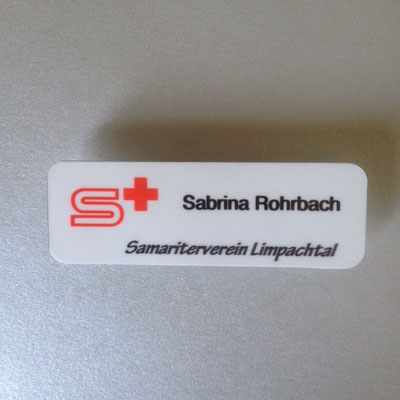 S+ Sabrina Rohrbach
Samariterverein Limpachtal